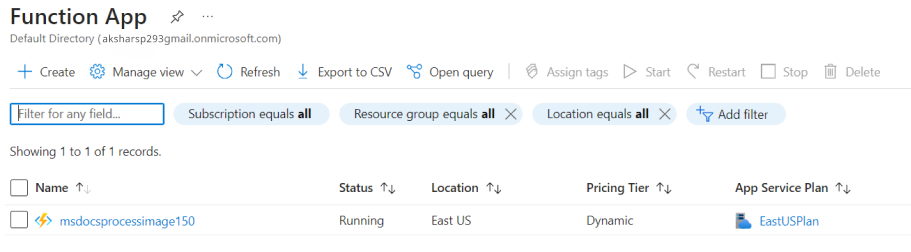 Function App
Default Directory (aksharsp293gmail.onmicrosoft.com)
Create Manage view Refresh Export to CSV Open query Assign tags Start Restart Stop Delete
Filter for any field... Subscription equals all Resource group equals all Location equals all Add filter
Showing 1 to 1 of 1 records.
Name Status Location Pricing Tier App Service Plan
msdocsprocessimage150 Running East US Dynamic EastUSPlan